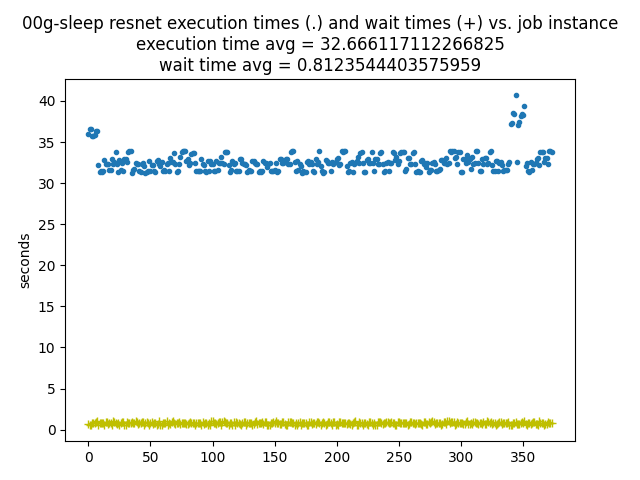 00g-sleep resnet execution times (.) and wait times (+) vs. job instance
execution time avg = 32.666117112266825
wait time avg = 0.8123544403575959
40
35
30
25
20
15
10
5
0
seconds
0 50 100 150 200 250 300 350